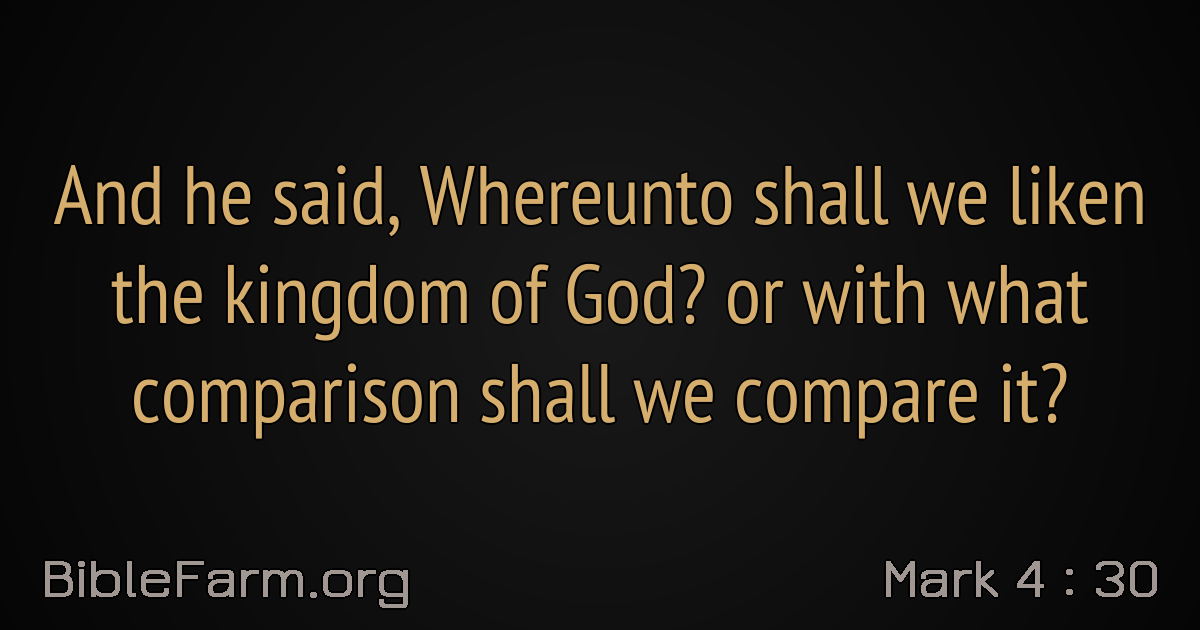 And he said, Whereunto shall we liken
the kingdom of God? or with what
comparison shall we compare it?
BibleFarm.org
Mark 4 : 30